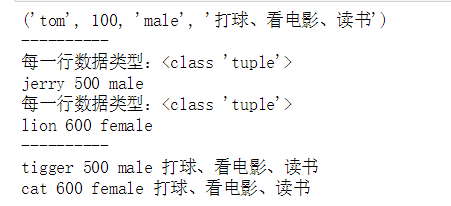 ('tom', 100, 'male', '打球、看电影、读书')
----------
每一行数据类型：<class 'tuple'>
jerry 500 male
每一行数据类型：<class 'tuple'>
lion 600 female
----------
tigger 500 male 打球、看电影、读书
cat 600 female 打球、看电影、读书